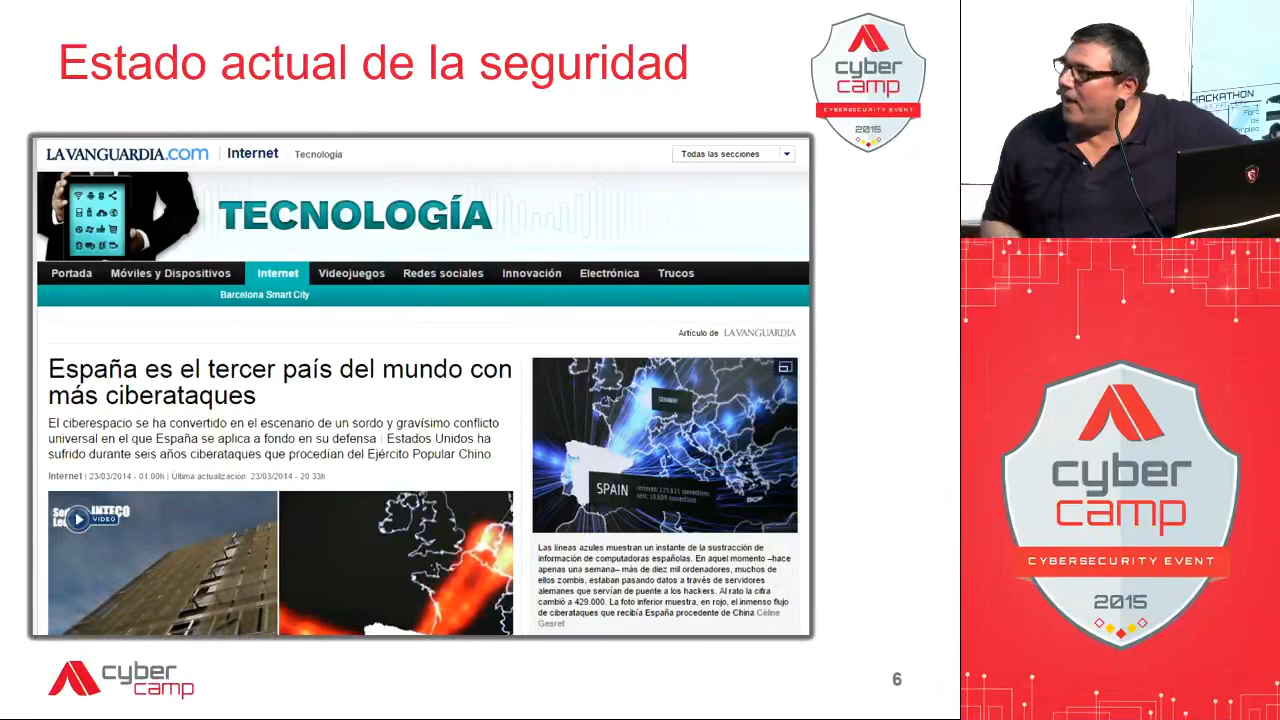 Estado actual de la seguridad
cyber
camp
CYBERSECURITY EVENT
2015
LAVANGUARDIA.COM Internet Tecnología
Todas las secciones
TECNOLOGÍA
Portada Móviles y Dispositivos Internet Videojuegos Redes sociales Innovación Electrónica Trucos
Barcelona Smart City
Artículo de LAVANGUARDIA
España es el tercer país del mundo con
más ciberataques
El ciberespacio se ha convertido en el escenario de un sordo y gravísimo conflicto
universal en el que España se aplica a fondo en su defensa | Estados Unidos ha
sufrido durante seis años ciberataques que procedían del Ejército Popular Chino
Internet | 23/03/2014 - 01:00h | Última actualización 23/03/2014 - 20:33h
INTECO
VIDEO
GERMANY
SPAIN
Las líneas azules muestran un instante de la sustracción de
información de computadoras españolas. En aquel momento –hace
apenas una semana– más de diez mil ordenadores, muchos de
ellos zombis, estaban pasando datos a través de servidores
alemanes que servían de puente a los hackers. Al rato la cifra
cambió a 429.000. La foto inferior muestra, en rojo, el inmenso flujo
de ciberataques que recibía España procedente de China Céline
Gesret
cyber
camp
6
HACKATHON
cyber
camp
CYBERSECURITY EVENT
2015